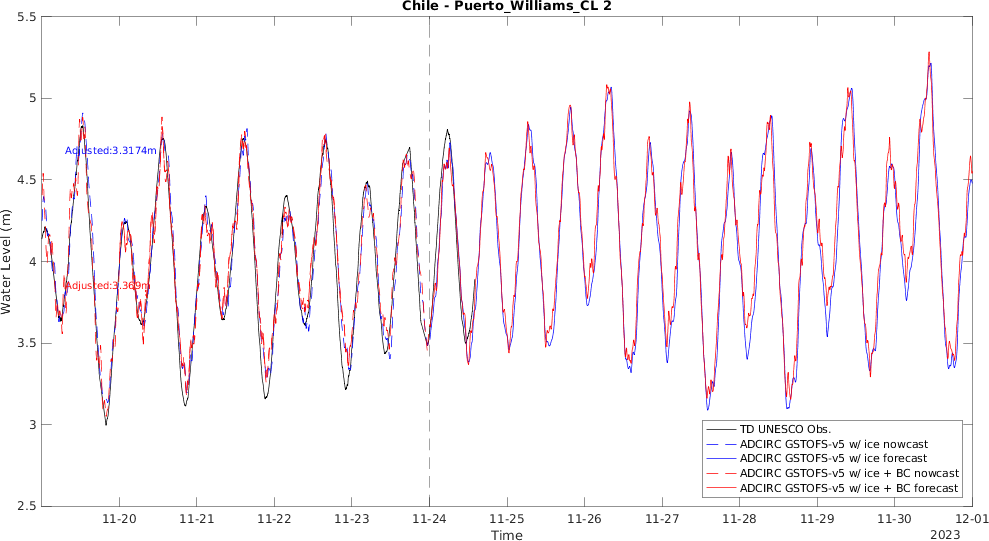 Chile - Puerto_Williams_CL 2
5.5
5
4.5
4
3.5
3
2.5
Water Level (m)
Adjusted:3.3174m
Adjusted:3.369m
TD UNESCO Obs.
ADCIRC GSTOFS-v5 w/ ice nowcast
ADCIRC GSTOFS-v5 w/ ice forecast
ADCIRC GSTOFS-v5 w/ ice + BC nowcast
ADCIRC GSTOFS-v5 w/ ice + BC forecast
11-20 11-21 11-22 11-23 11-24 11-25 11-26 11-27 11-28 11-29 11-30 12-01
Time
2023